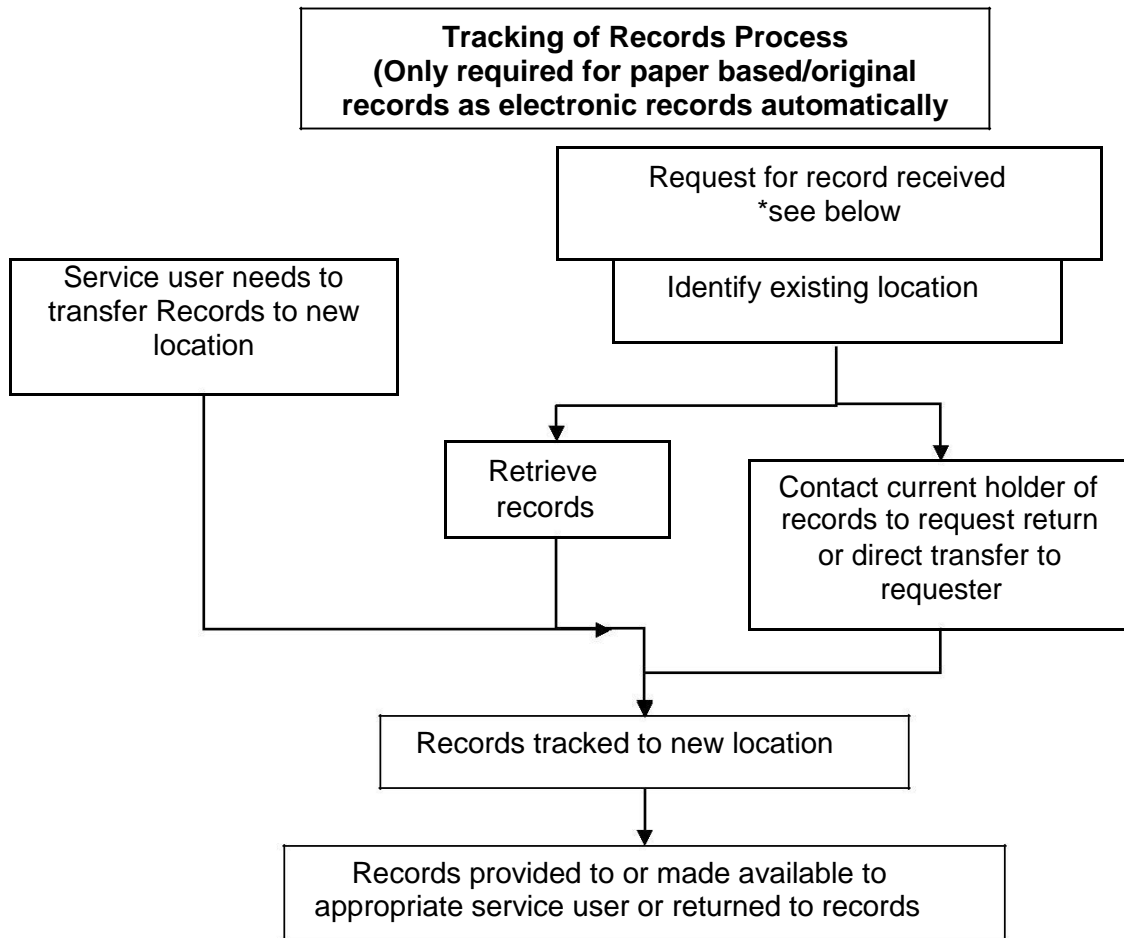 Tracking of Records Process
(Only required for paper based/original
records as electronic records automatically
Request for record received
*see below
Identify existing location
Service user needs to
transfer Records to new
location
Retrieve
records
Contact current holder of
records to request return
or direct transfer to
requester
Records tracked to new location
Records provided to or made available to
appropriate service user or returned to records